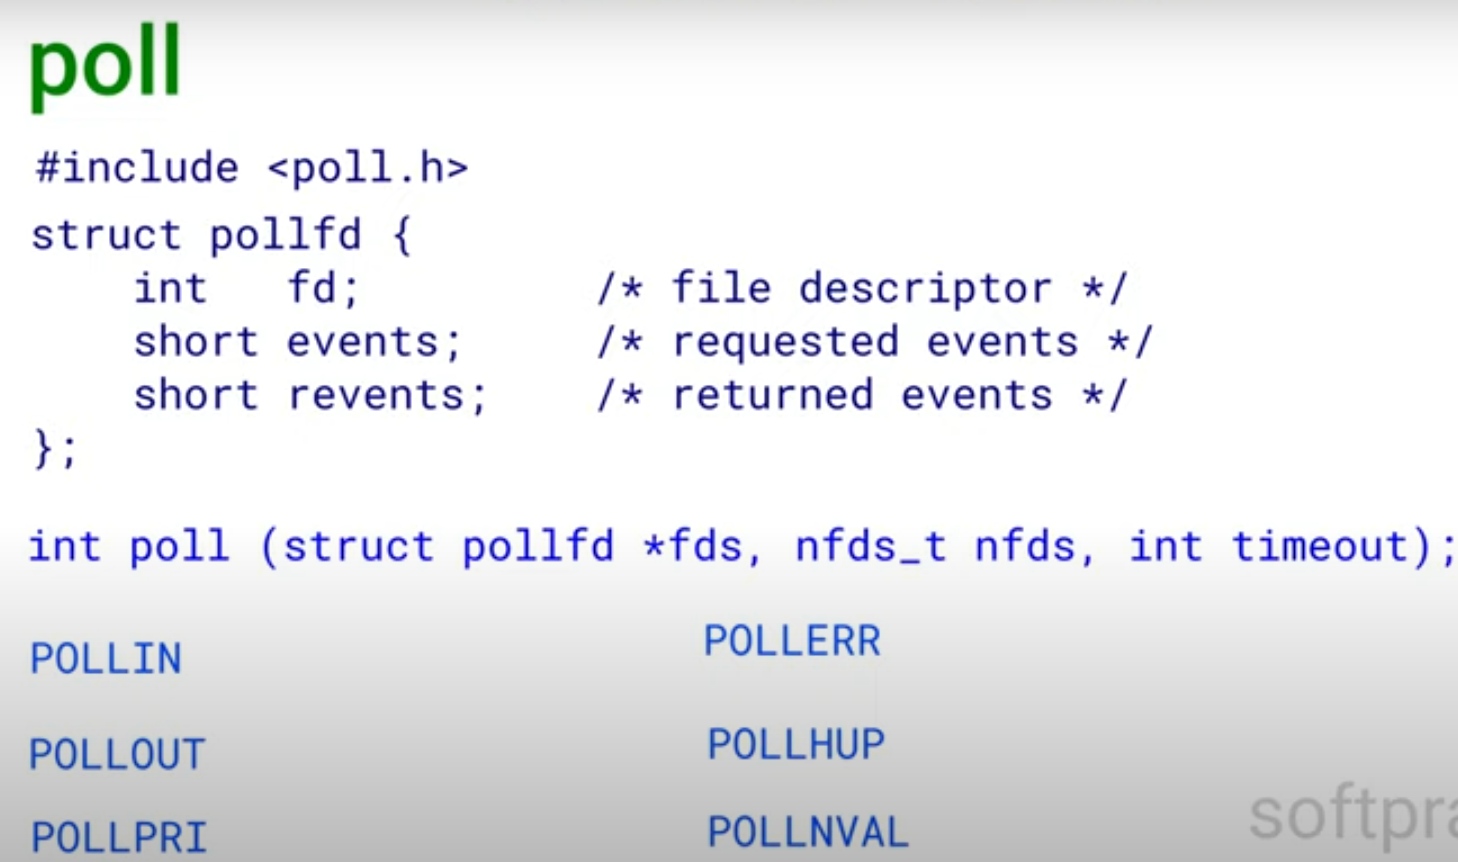 poll
#include <poll.h>
struct pollfd {
    int   fd;         /* file descriptor */
    short events;     /* requested events */
    short revents;    /* returned events */
};
int poll (struct pollfd *fds, nfds_t nfds, int timeout);
POLLIN
POLLOUT
POLLPRI
POLLERR
POLLHUP
POLLNVAL